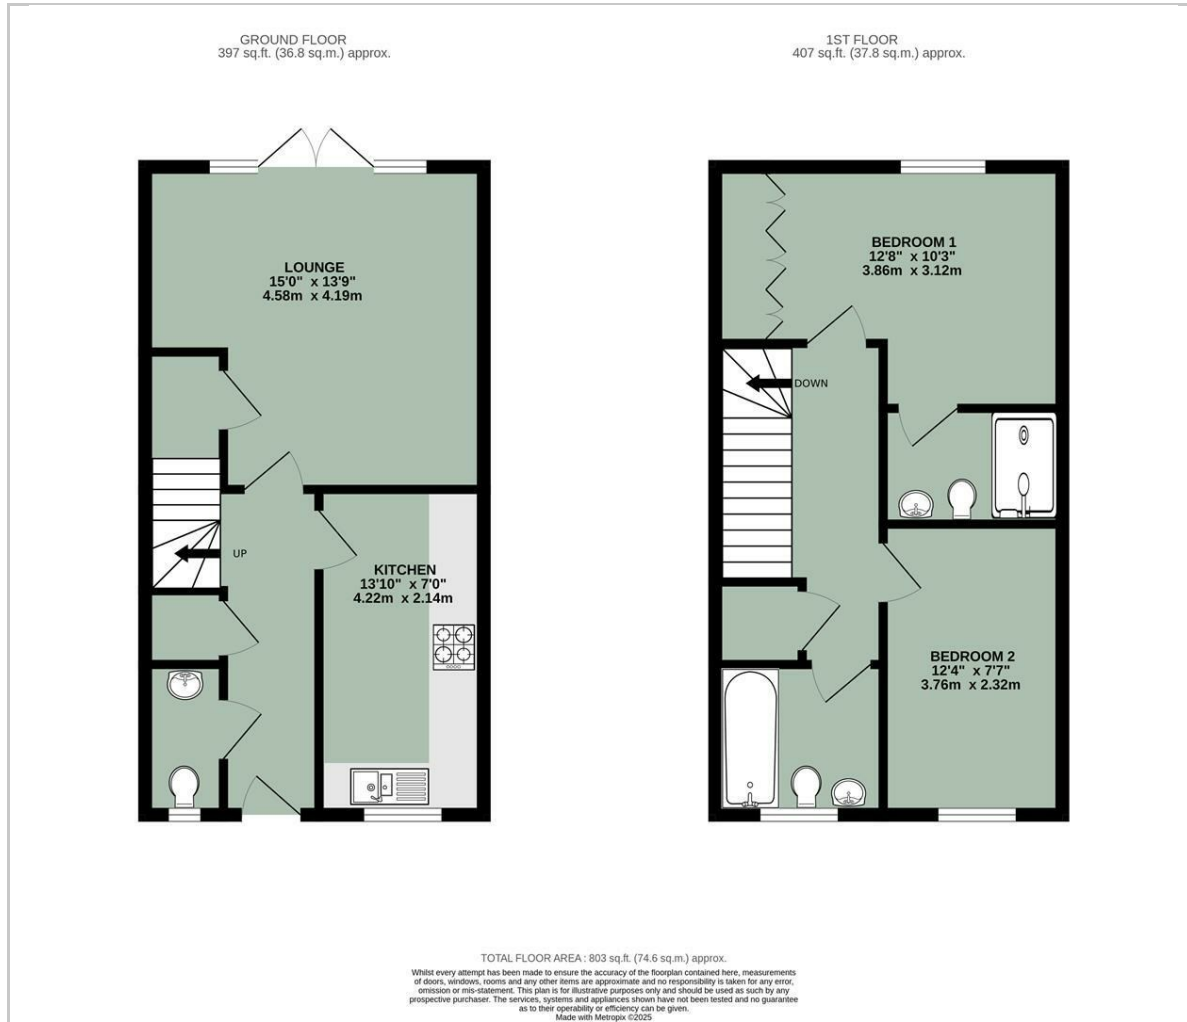 GROUND FLOOR
397 sq.ft. (36.8 sq.m.) approx.
1ST FLOOR
407 sq.ft. (37.8 sq.m.) approx.
LOUNGE
15'0" x 13'9"
4.58m x 4.19m
UP
KITCHEN
13'10" x 7'0"
4.22m x 2.14m
BEDROOM 1
12'8" x 10'3"
3.86m x 3.12m
DOWN
BEDROOM 2
12'4" x 7'7"
3.76m x 2.32m
TOTAL FLOOR AREA : 803 sq.ft. (74.6 sq.m.) approx.
Whilst every attempt has been made to ensure the accuracy of the floorplan contained here, measurements
of doors, windows, rooms and any other items are approximate and no responsibility is taken for any error,
omission or mis-statement. This plan is for illustrative purposes only and should be used as such by any
prospective purchaser. The services, systems and appliances shown have not been tested and no guarantee
as to their operability or efficiency can be given.
Made with Metropix ©2025